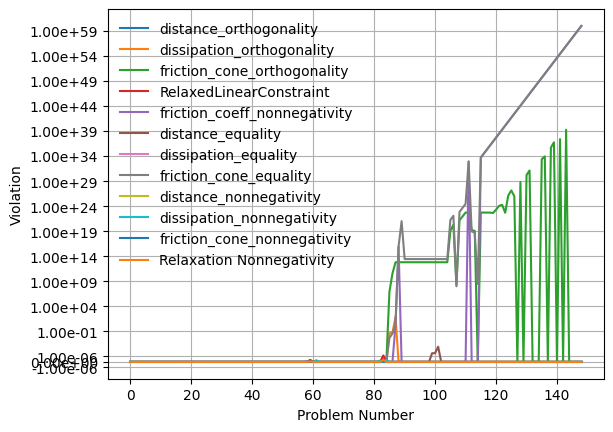 1.00e+59
1.00e+54
1.00e+49
1.00e+44
1.00e+39
1.00e+34
1.00e+29
1.00e+24
1.00e+19
1.00e+14
1.00e+09
1.00e+04
1.00e-01
1.00e-06
0.00e+00
-1.00e-06
Violation
distance_orthogonality
dissipation_orthogonality
friction_cone_orthogonality
RelaxedLinearConstraint
friction_coeff_nonnegativity
distance_equality
dissipation_equality
friction_cone_equality
distance_nonnegativity
dissipation_nonnegativity
friction_cone_nonnegativity
Relaxation Nonnegativity
0 20 40 60 80 100 120 140
Problem Number